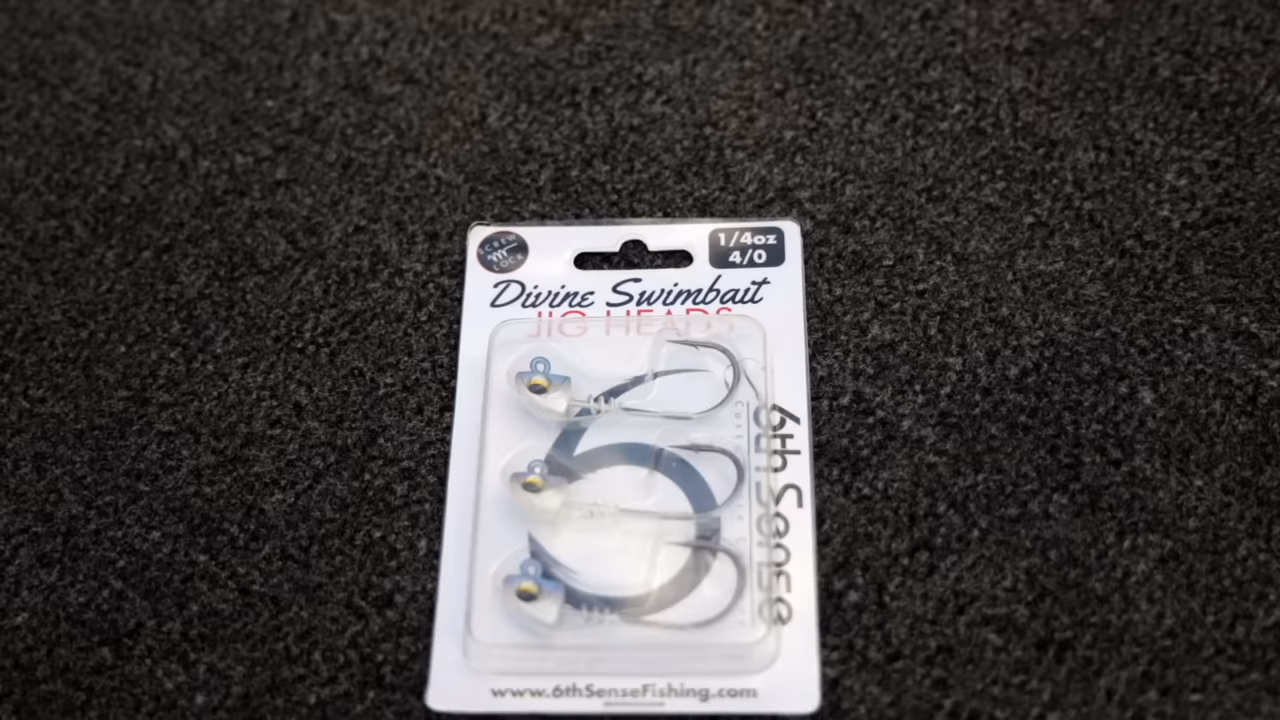 SCREW
LOCK
1/4oz
4/0
Divine Swimbait
JIG HEADS
6th Sense
www.6thSenseFishing.com